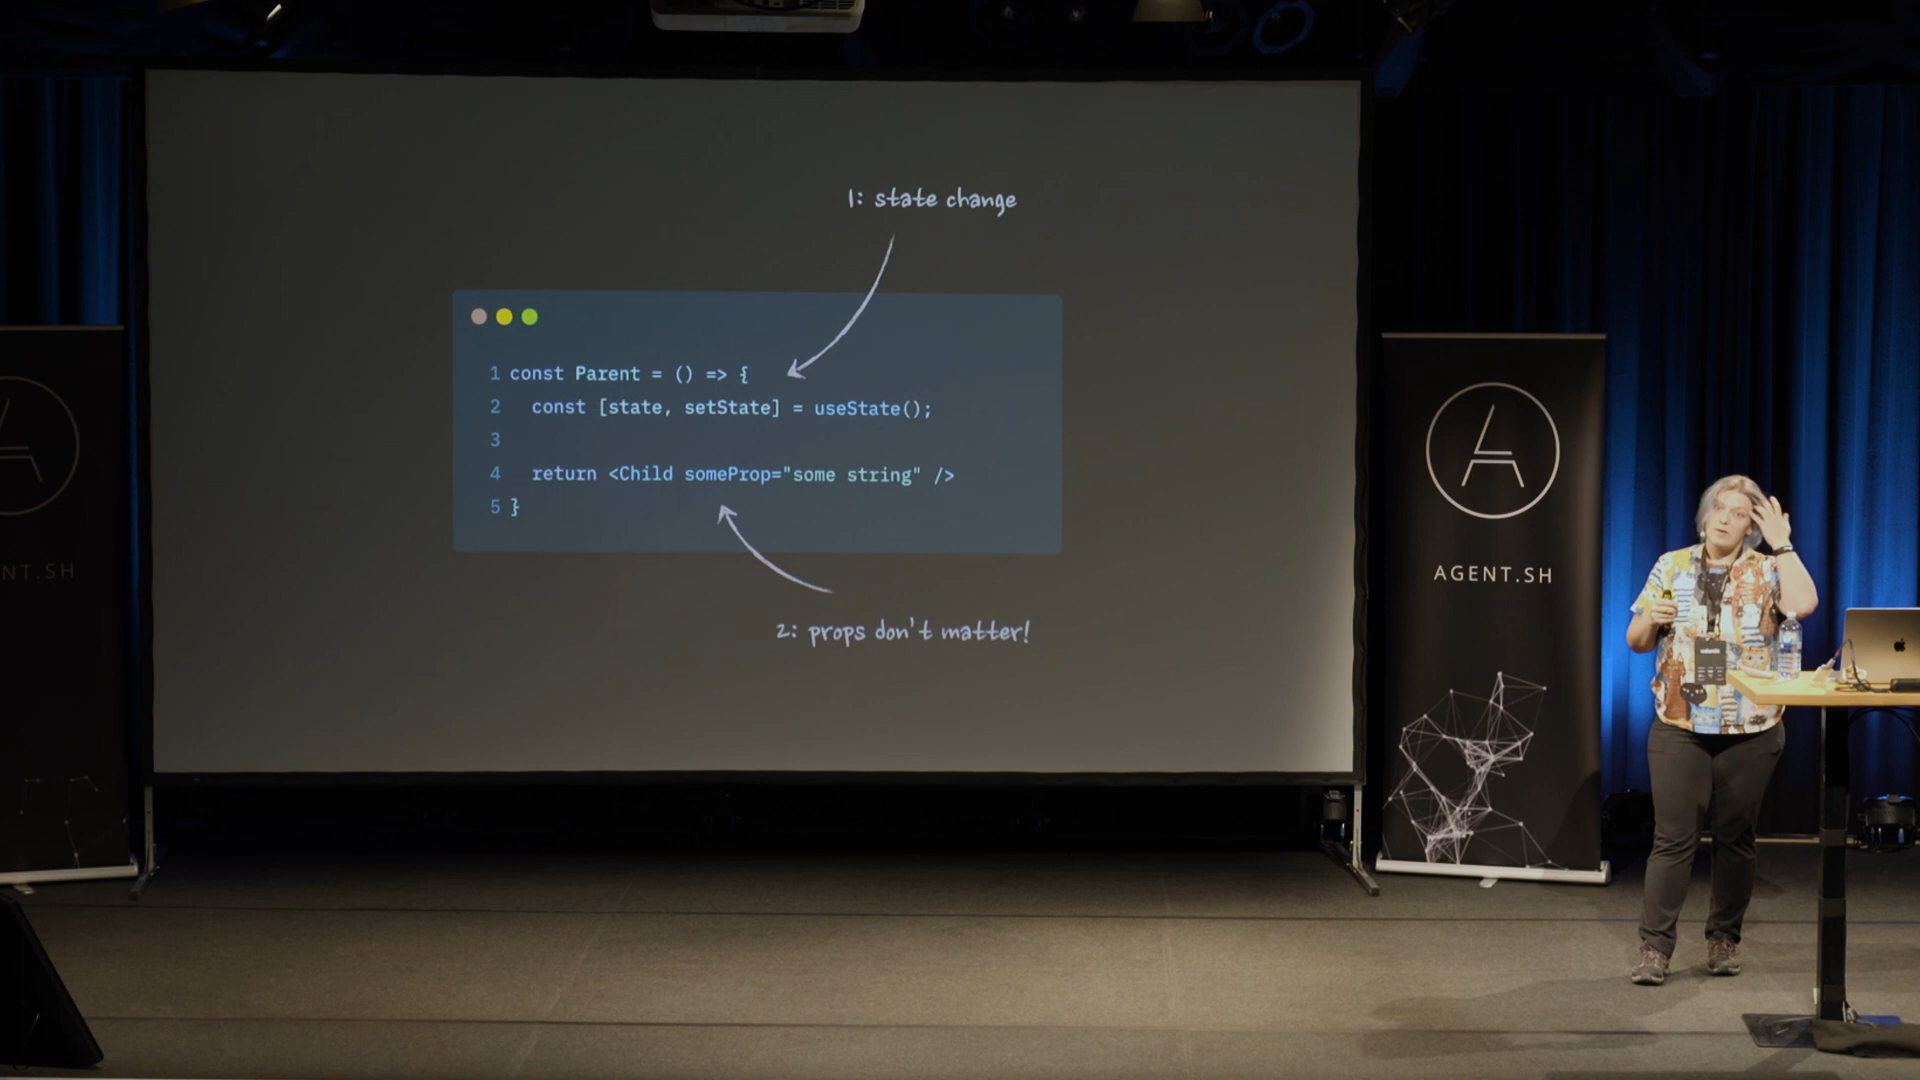 1: state change
1 const Parent = () => {
2 const [state, setState] = useState();
3
4 return <Child someProp="some string" />
5 }
2: props don't matter!
NT.SH
AGENT.SH